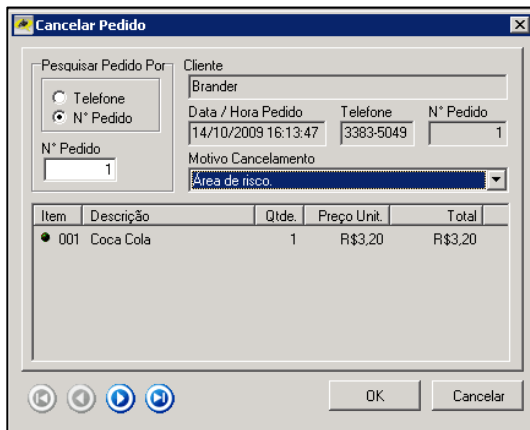 Cancelar Pedido
Pesquisar Pedido Por
Telefone
N° Pedido
N° Pedido
1
Cliente
Brander
Data / Hora Pedido Telefone N° Pedido
14/10/2009 16:13:47 3383-5049 1
Motivo Cancelamento
Área de risco.
Item Descrição Qtde. Preço Unit. Total
001 Coca Cola 1 R$3,20 R$3,20
OK Cancelar